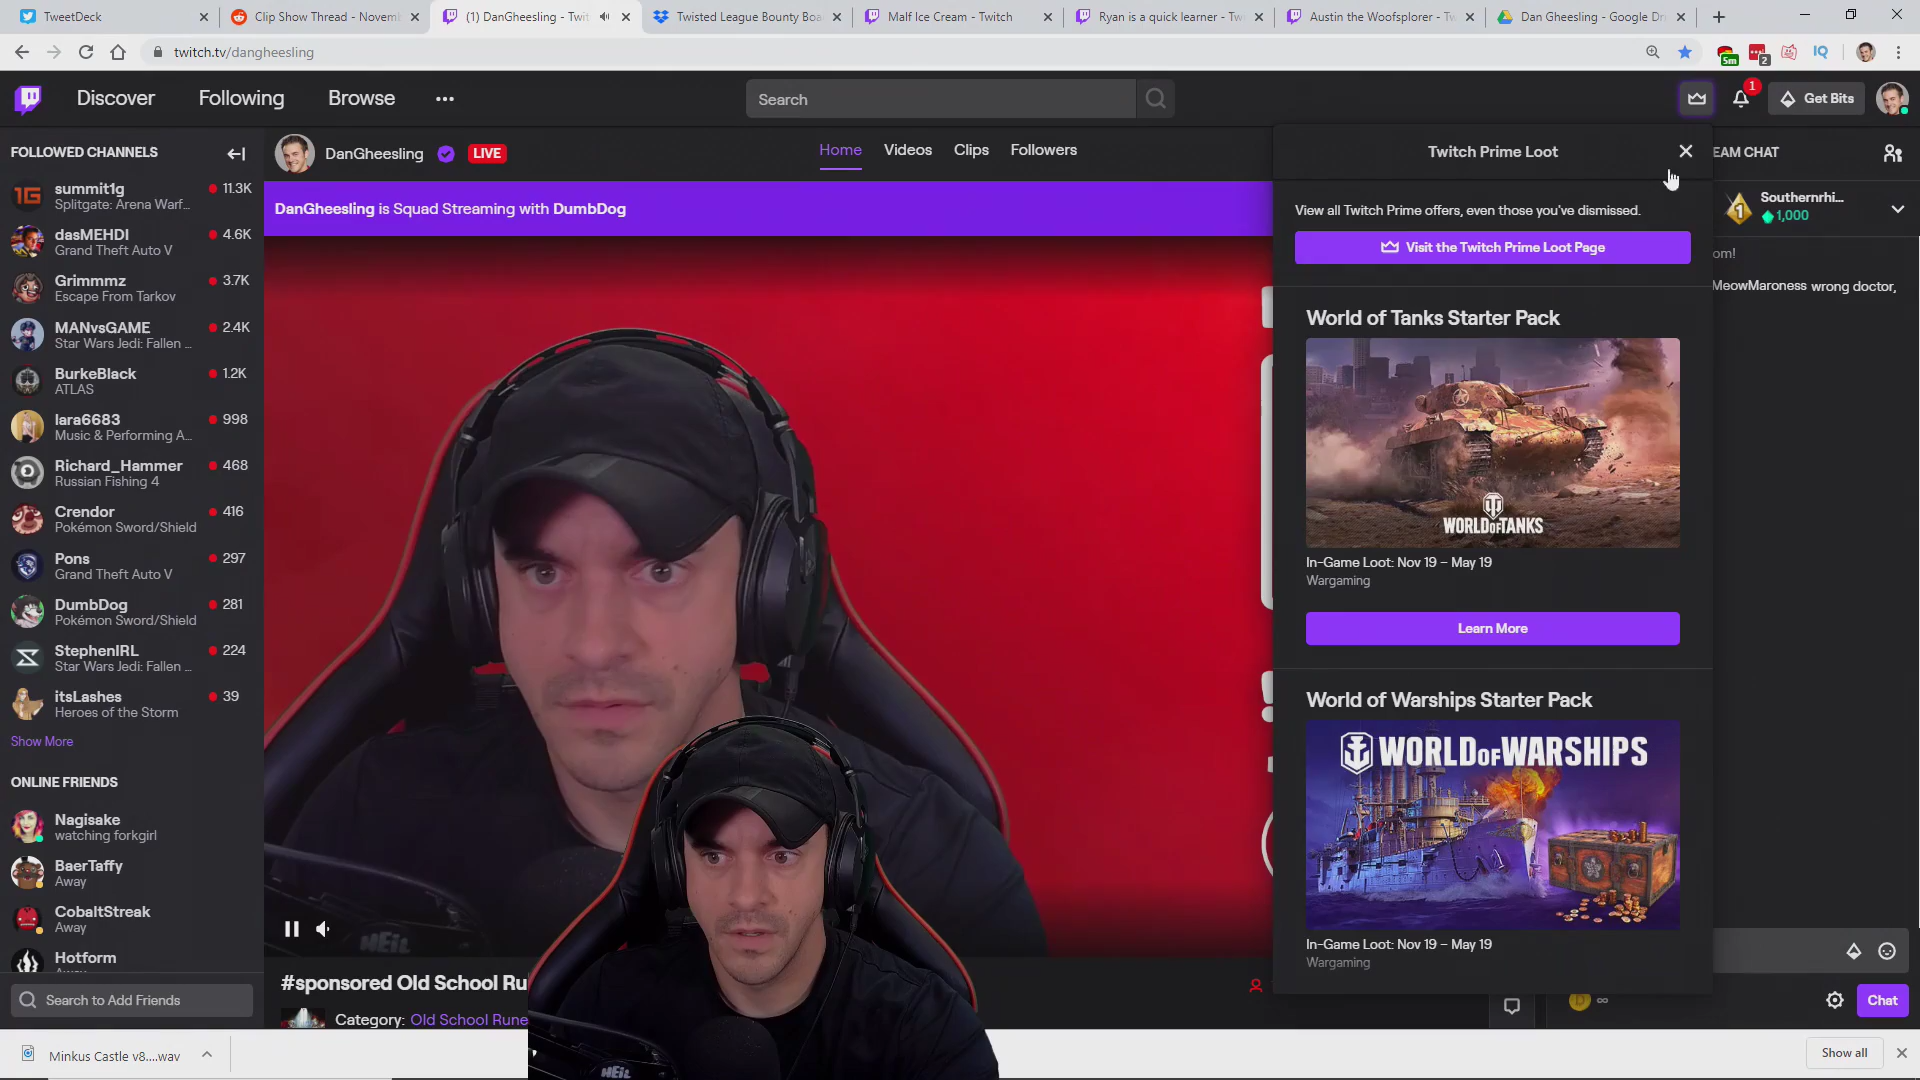 TweetDeck
Clip Show Thread - Novemb
(1) DanGheesling - Twit
Twisted League Bounty Boa
Malf Ice Cream - Twitch
Ryan is a quick learner - Tw
Austin the Woofsplorer - Tw
Dan Gheesling - Google Dri
twitch.tv/dangheesling
5m
2
IQ
Discover
Following
Browse
Search
1
Get Bits
FOLLOWED CHANNELS
summit1g
11.3K
Splitgate: Arena Warf...
dasMEHDI
4.6K
Grand Theft Auto V
Grimmmz
3.7K
Escape From Tarkov
MANvsGAME
2.4K
Star Wars Jedi: Fallen ...
BurkeBlack
1.2K
ATLAS
lara6683
998
Music & Performing A...
Richard_Hammer
468
Russian Fishing 4
Crendor
416
Pokémon Sword/Shield
Pons
297
Grand Theft Auto V
DumbDog
281
Pokémon Sword/Shield
StephenIRL
224
Star Wars Jedi: Fallen ...
itsLashes
39
Heroes of the Storm
Show More
ONLINE FRIENDS
Nagisake
watching forkgirl
BaerTaffy
Away
CobaltStreak
Away
Hotform
Away
Search to Add Friends
DanGheesling
LIVE
Home
Videos
Clips
Followers
DanGheesling is Squad Streaming with DumbDog
#sponsored Old School Ru
Category: Old School Rune
Twitch Prime Loot
View all Twitch Prime offers, even those you've dismissed.
Visit the Twitch Prime Loot Page
World of Tanks Starter Pack
WORLD OF TANKS
In-Game Loot: Nov 19 – May 19
Wargaming
Learn More
World of Warships Starter Pack
WORLD OF WARSHIPS
In-Game Loot: Nov 19 – May 19
Wargaming
EAM CHAT
1
Southernrhi...
1,000
om!
MeowMaroness wrong doctor,
∞
Chat
Minkus Castle v8....wav
Show all